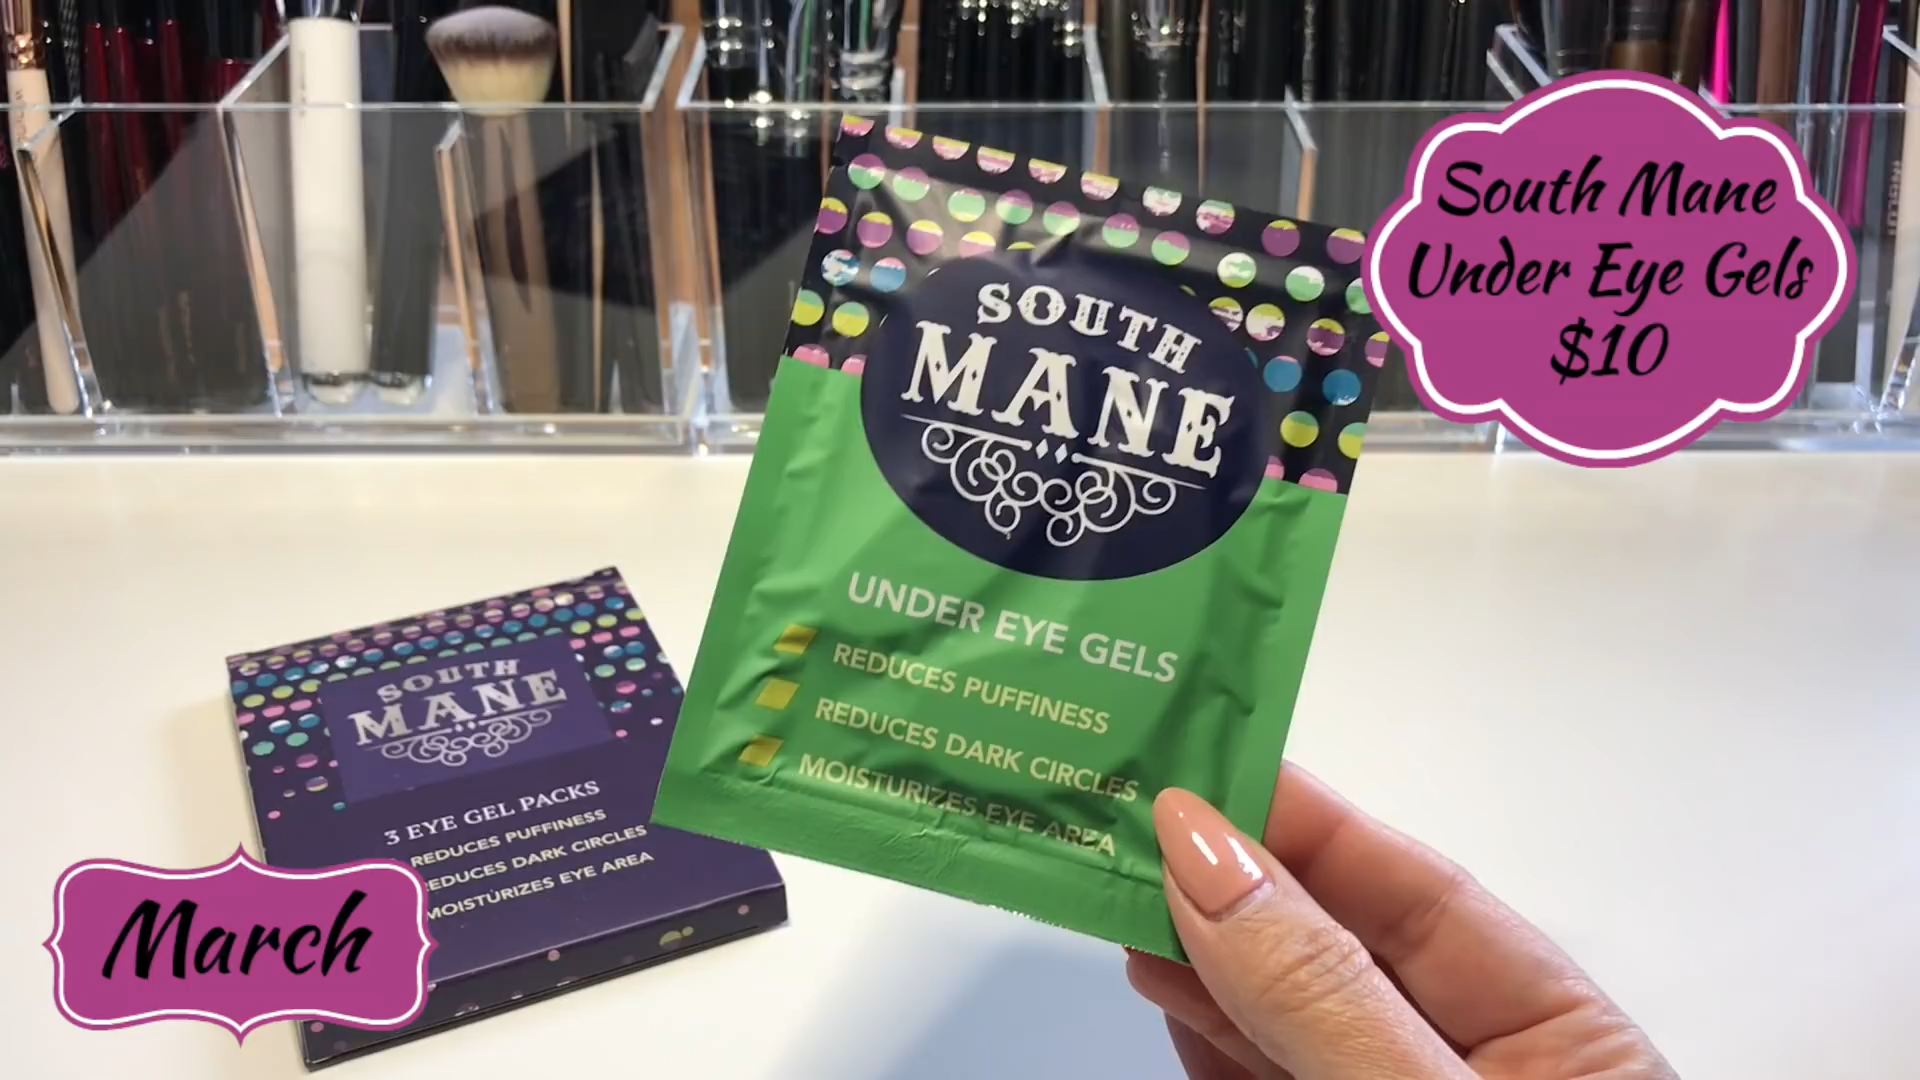 South Mane
Under Eye Gels
$10
SOUTH
MANE
UNDER EYE GELS
REDUCES PUFFINESS
REDUCES DARK CIRCLES
MOISTURIZES EYE AREA
SOUTH
MANE
3 EYE GEL PACKS
REDUCES PUFFINESS
REDUCES DARK CIRCLES
MOISTURIZES EYE AREA
March